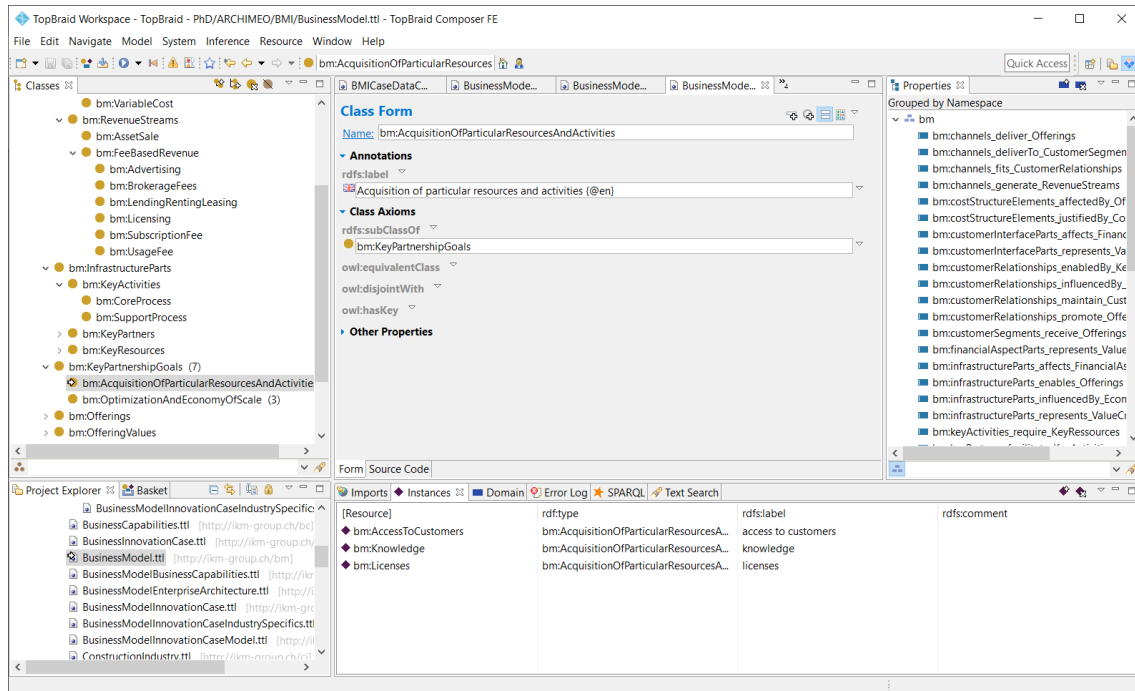 TopBraid Workspace - TopBraid - PhD/ARCHIMEO/BMI/BusinessModel.ttl - TopBraid Composer FE
File Edit Navigate Model System Inference Resource Window Help
bm:AcquisitionOfParticularResources
Quick Access
Classes
bm:VariableCost
bm:RevenueStreams
bm:AssetSale
bm:FeeBasedRevenue
bm:Advertising
bm:BrokerageFees
bm:LendingRentingLeasing
bm:Licensing
bm:SubscriptionFee
bm:UsageFee
bm:InfrastructureParts
bm:KeyActivities
bm:CoreProcess
bm:SupportProcess
bm:KeyPartners
bm:KeyResources
bm:KeyPartnershipGoals (7)
bm:AcquisitionOfParticularResourcesAndActivitie
bm:OptimizationAndEconomyOfScale (3)
bm:Offerings
bm:OfferingValues
BMICaseDataC... BusinessMode... BusinessMode... BusinessMode... 4
Class Form
Name: bm:AcquisitionOfParticularResourcesAndActivities
Annotations
rdfs:label
Acquisition of particular resources and activities {@en}
Class Axioms
rdfs:subClassOf
bm:KeyPartnershipGoals
owl:equivalentClass
owl:disjointWith
owl:hasKey
Other Properties
Form Source Code
Properties
Grouped by Namespace
bm
bm:channels_deliver_Offerings
bm:channels_deliverTo_CustomerSegmen
bm:channels_fits_CustomerRelationships
bm:channels_generate_RevenueStreams
bm:costStructureElements_affectedBy_Of
bm:costStructureElements_justifiedBy_Co
bm:customerInterfaceParts_affects_Financ
bm:customerInterfaceParts_represents_Va
bm:customerRelationships_enabledBy_Ke
bm:customerRelationships_influencedBy_
bm:customerRelationships_maintain_Cust
bm:customerRelationships_promote_Offe
bm:customerSegments_receive_Offerings
bm:financialAspectParts_represents_Value
bm:infrastructureParts_affects_FinancialAs
bm:infrastructureParts_enables_Offerings
bm:infrastructureParts_influencedBy_Econ
bm:infrastructureParts_represents_ValueCr
bm:keyActivities_require_KeyRessources
Project Explorer Basket
BusinessModelInnovationCaseIndustrySpecific
BusinessCapabilities.ttl [http://ikm-group.ch/bc]
BusinessInnovationCase.ttl [http://ikm-group.ch/
BusinessModel.ttl [http://ikm-group.ch/bm]
BusinessModelBusinessCapabilities.ttl [http://ikr
BusinessModelEnterpriseArchitecture.ttl [http://i
BusinessModelInnovationCase.ttl [http://ikm-grc
BusinessModelInnovationCaseIndustrySpecifics.ttl
BusinessModelInnovationCaseModel.ttl [http://il
ConstructionIndustry.ttl [http://ikm-group.ch/ci]
Imports Instances Domain Error Log SPARQL Text Search
[Resource] rdf:type rdfs:label rdfs:comment
bm:AccessToCustomers bm:AcquisitionOfParticularResourcesA... access to customers
bm:Knowledge bm:AcquisitionOfParticularResourcesA... knowledge
bm:Licenses bm:AcquisitionOfParticularResourcesA... licenses